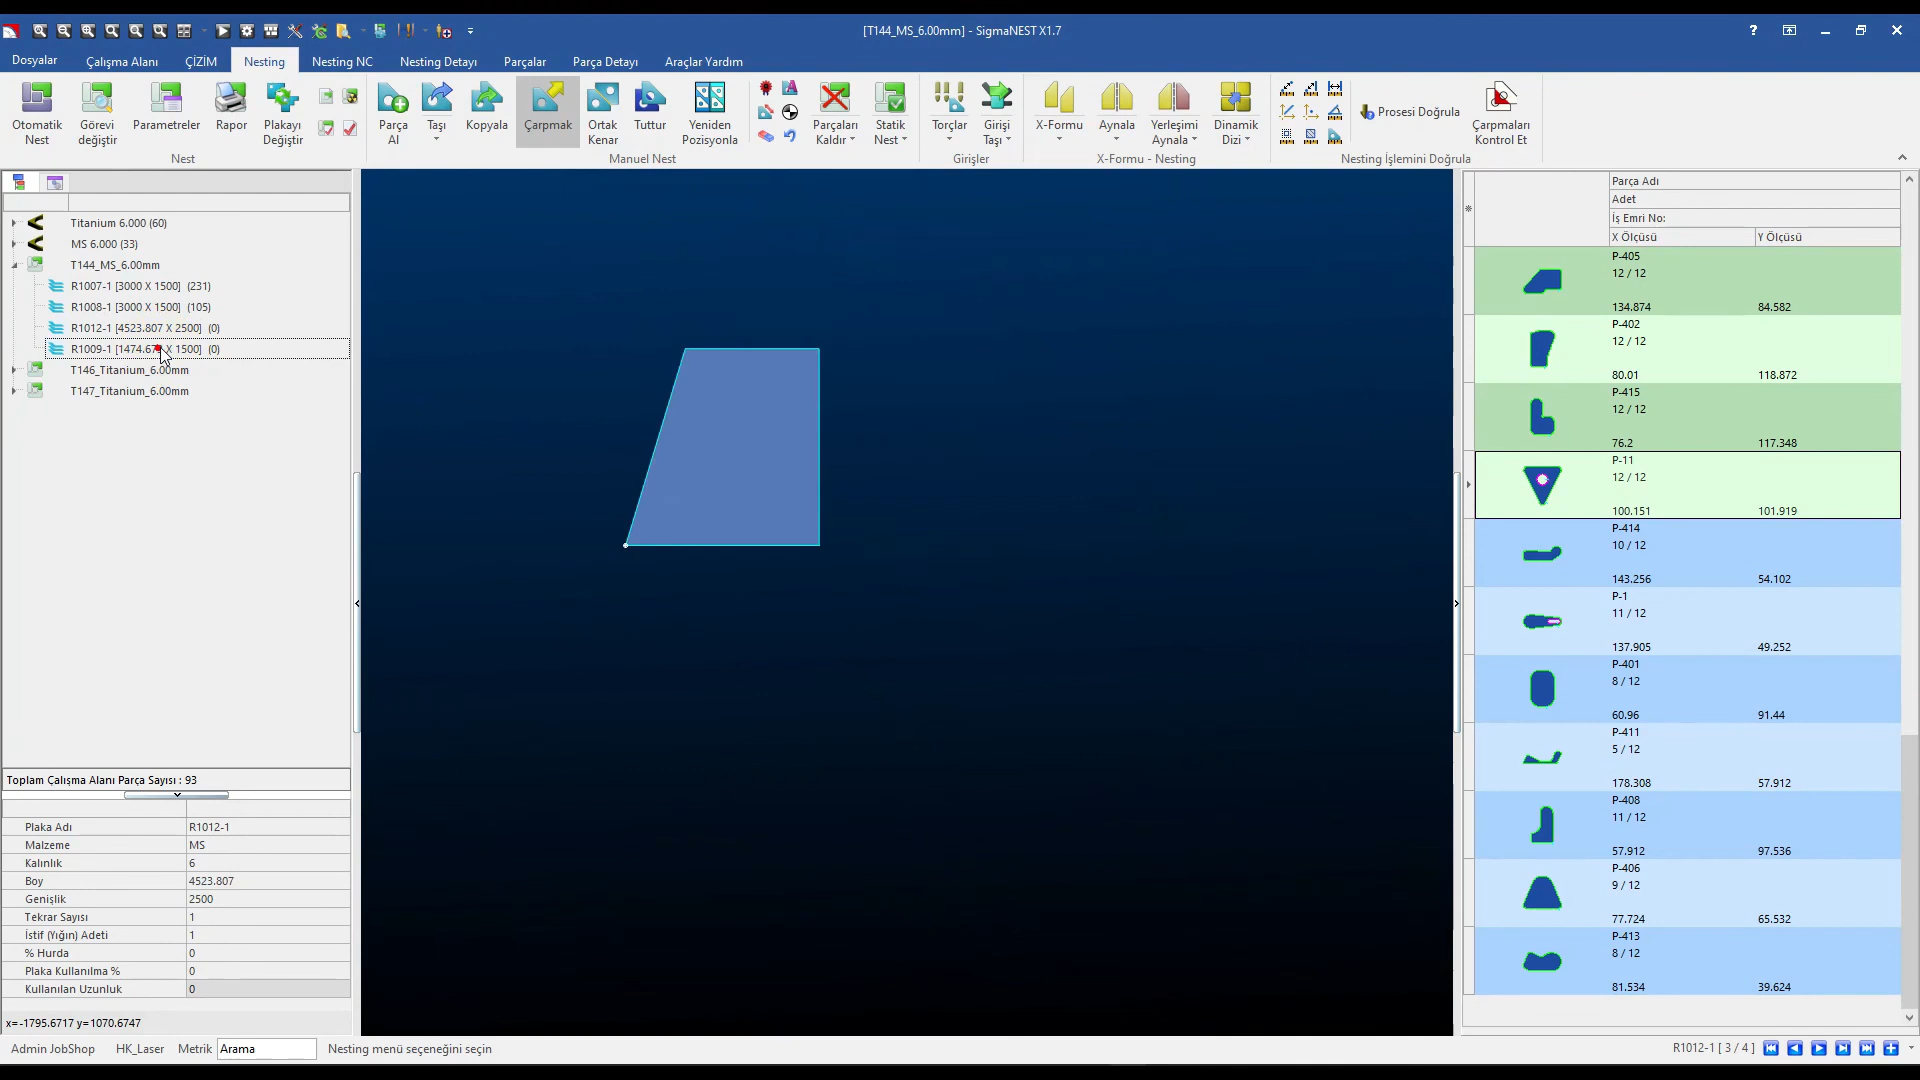 [T144_MS_6.00mm] - SigmaNEST X1.7
Dosyalar
Çalışma Alanı
ÇİZİM
Nesting
Nesting NC
Nesting Detayı
Parçalar
Parça Detayı
Araçlar Yardım
Otomatik Nest
Görevi değiştir
Parametreler
Rapor
Plakayı Değiştir
Parça Al
Taşı
Kopyala
Çarpmak
Ortak Kenar
Tuttur
Yeniden Pozisyonla
Parçaları Kaldır
Statik Nest
Torçlar
Girişi Taşı
X-Formu
Aynala
Yerleşimi Aynala
Dinamik Dizi
Prosesi Doğrula
Çarpmaları Kontrol Et
Nest
Manuel Nest
Girişler
X-Formu - Nesting
Nesting İşlemini Doğrula
Titanium 6.000 (60)
MS 6.000 (33)
T144_MS_6.00mm
R1007-1 [3000 X 1500] (231)
R1008-1 [3000 X 1500] (105)
R1012-1 [4523.807 X 2500] (0)
R1009-1 X 1500] (0)
T146_Titanium_6.00mm
T147_Titanium_6.00mm
Toplam Çalışma Alanı Parça Sayısı : 93
Plaka Adı R1012-1
Malzeme MS
Kalınlık 6
Boy 4523.807
Genişlik 2500
Tekrar Sayısı 1
İstif (Yığın) Adeti 1
% Hurda 0
Plaka Kullanılma % 0
Kullanılan Uzunluk 0
x=-1795.6717 y=1070.6747
Parça Adı
Adet
İş Emri No:
X Ölçüsü Y Ölçüsü
P-405
12 / 12
134.874 84.582
P-402
12 / 12
80.01 118.872
P-415
12 / 12
76.2 117.348
P-11
12 / 12
100.151 101.919
P-414
10 / 12
143.256 54.102
P-1
11 / 12
137.905 49.252
P-401
8 / 12
60.96 91.44
P-411
5 / 12
178.308 57.912
P-408
11 / 12
57.912 97.536
P-406
9 / 12
77.724 65.532
P-413
8 / 12
81.534 39.624
Admin JobShop HK_Laser Metrik Arama Nesting menü seçeneğini seçin R1012-1 [ 3 / 4 ]